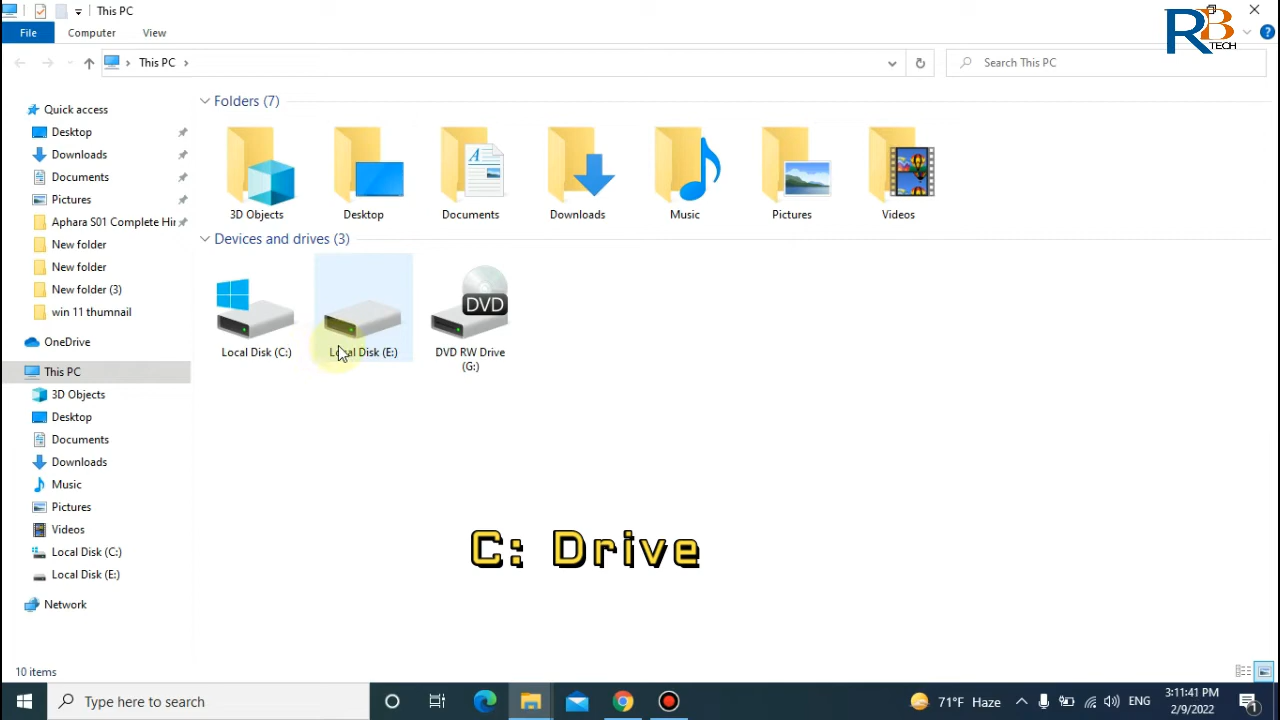 This PC
RB TECH
File
Computer
View
This PC
Search This PC
Quick access
Desktop
Downloads
Documents
Pictures
Aphara S01 Complete Hin
New folder
New folder
New folder (3)
win 11 thumnail
OneDrive
This PC
3D Objects
Desktop
Documents
Downloads
Music
Pictures
Videos
Local Disk (C:)
Local Disk (E:)
Network
Folders (7)
3D Objects
Desktop
Documents
Downloads
Music
Pictures
Videos
Devices and drives (3)
Local Disk (C:)
Local Disk (E:)
DVD
DVD RW Drive
(G:)
C: Drive
10 items
Type here to search
71°F Haze
ENG
3:11:41 PM
2/9/2022
1